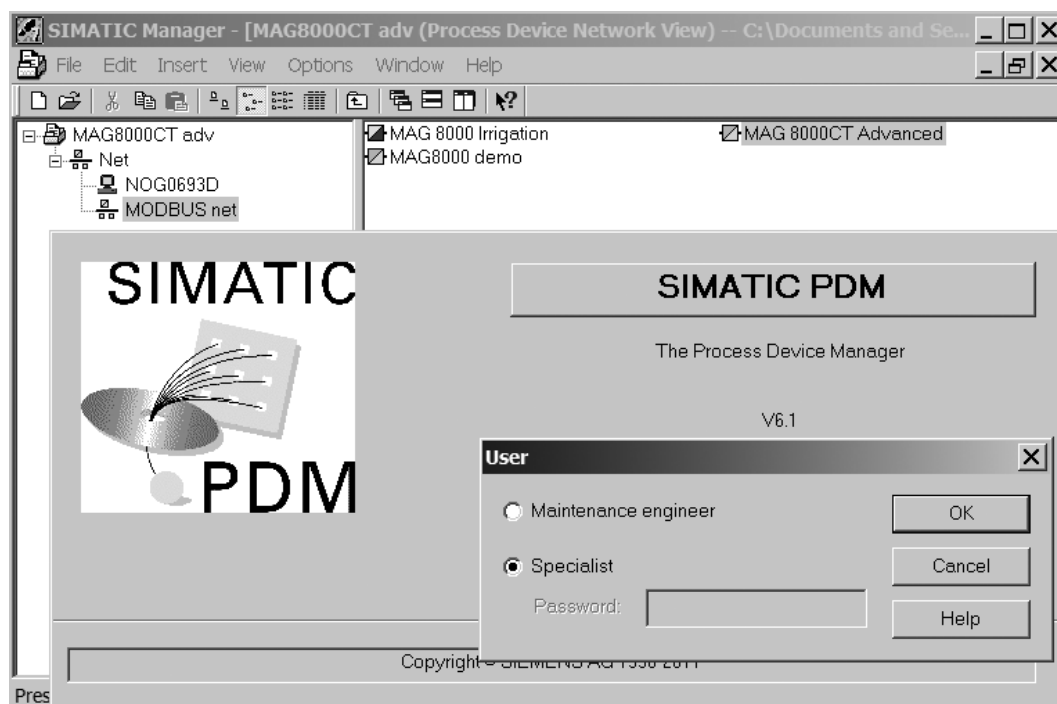 SIMATIC Manager - [MAG8000CT adv (Process Device Network View) -- C:\Documents and Se...
File Edit Insert View Options Window Help
MAG8000CT adv
Net
NOG0693D
MODBUS net
MAG 8000 Irrigation
MAG8000 demo
MAG 8000CT Advanced
SIMATIC
PDM
SIMATIC PDM
The Process Device Manager
V6.1
User
Maintenance engineer
Specialist
Password:
OK
Cancel
Help
Copyright
Pres